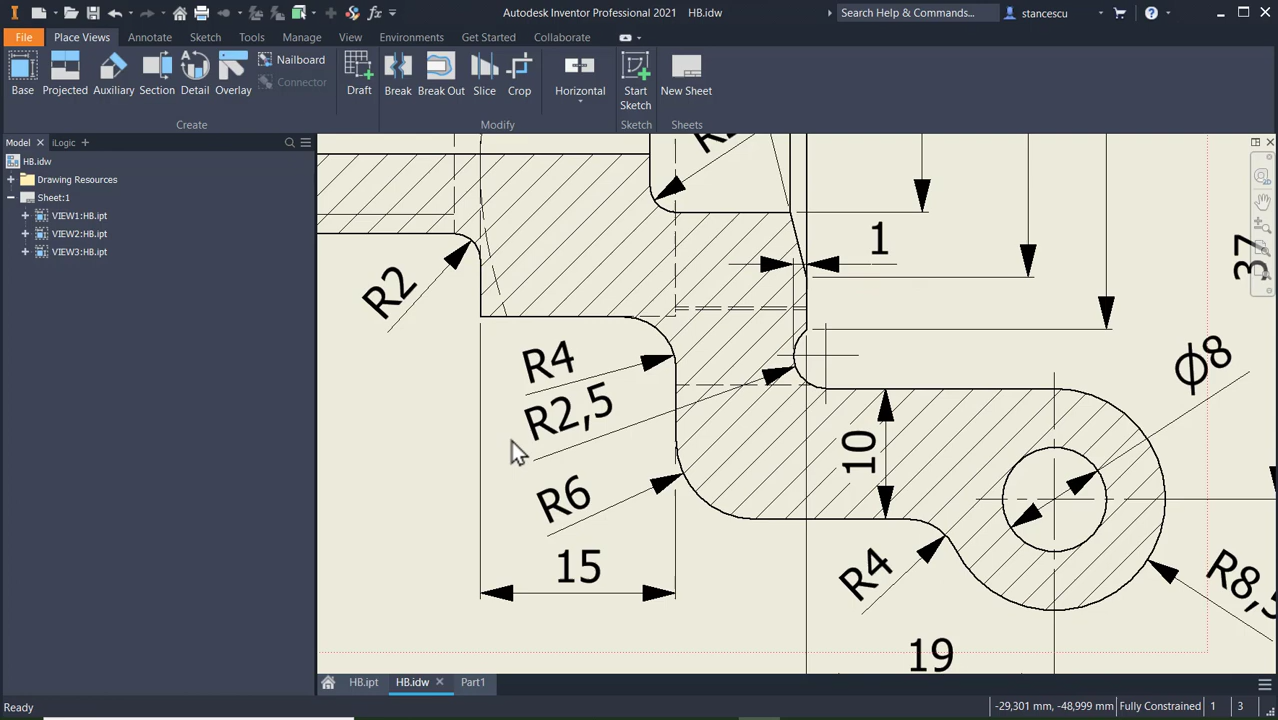 Autodesk Inventor Professional 2021 HB.idw
Search Help & Commands...
stancescu
File
Place Views
Annotate
Sketch
Tools
Manage
View
Environments
Get Started
Collaborate
Base
Projected
Auxiliary
Section
Detail
Overlay
Nailboard
Connector
Draft
Break
Break Out
Slice
Crop
Horizontal
Start
Sketch
New Sheet
Create
Modify
Sketch
Sheets
Model
iLogic
HB.idw
Drawing Resources
Sheet:1
VIEW1:HB.ipt
VIEW2:HB.ipt
VIEW3:HB.ipt
1
37
R2
R4
R2,5
ϕ8
10
R6
15
R4
R8,5
19
HB.ipt
HB.idw
Part1
Ready
-29,301 mm, -48,999 mm
Fully Constrained
1
3